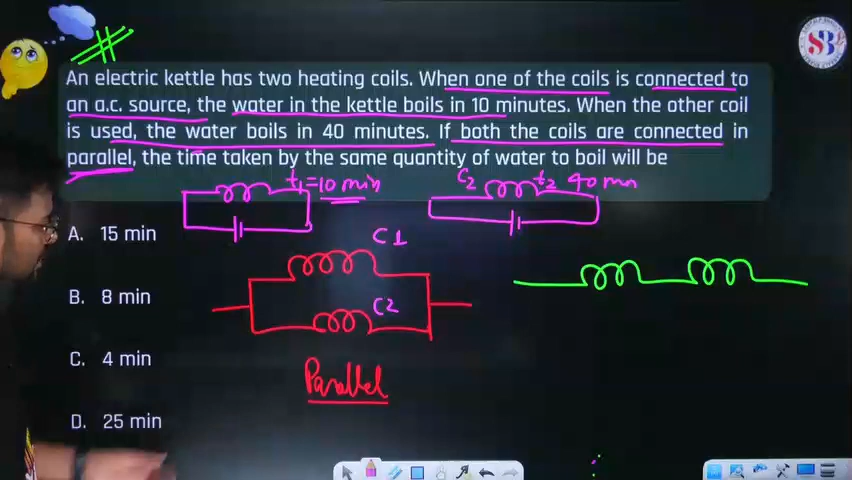 An electric kettle has two heating coils. When one of the coils is connected to
an a.c. source, the water in the kettle boils in 10 minutes. When the other coil
is used, the water boils in 40 minutes. If both the coils are connected in
parallel, the time taken by the same quantity of water to boil will be
t₁=10 min
C₂ t₂ 40 min
A. 15 min
C1
B. 8 min
C2
C. 4 min
Parallel
D. 25 min
SB